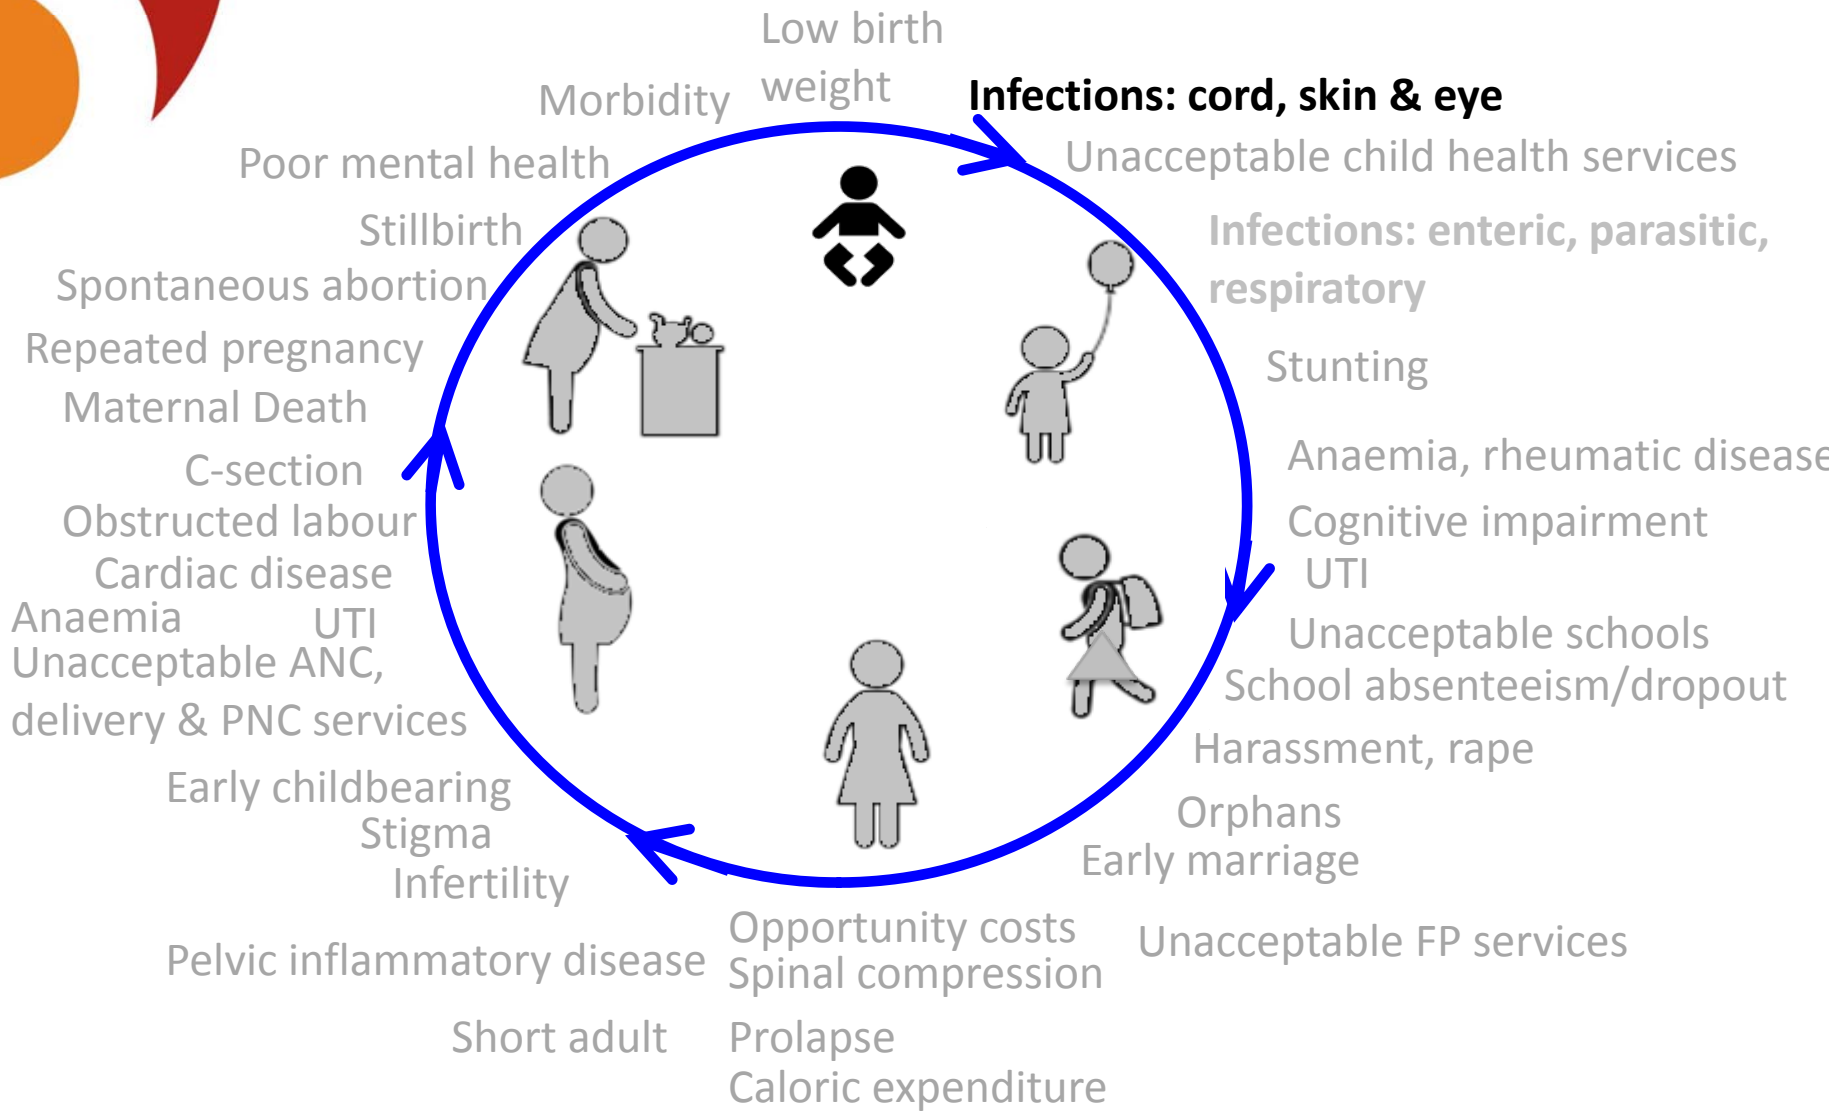 Low birth
weight
Morbidity
Infections: cord, skin & eye
Poor mental health
Unacceptable child health services
Stillbirth
Infections: enteric, parasitic,
respiratory
Spontaneous abortion
Repeated pregnancy
Stunting
Maternal Death
C-section
Anaemia, rheumatic disease
Obstructed labour
Cognitive impairment
Cardiac disease
UTI
Anaemia
UTI
Unacceptable schools
Unacceptable ANC,
delivery & PNC services
School absenteeism/dropout
Harassment, rape
Early childbearing
Orphans
Stigma
Early marriage
Infertility
Opportunity costs
Unacceptable FP services
Pelvic inflammatory disease
Spinal compression
Short adult
Prolapse
Caloric expenditure